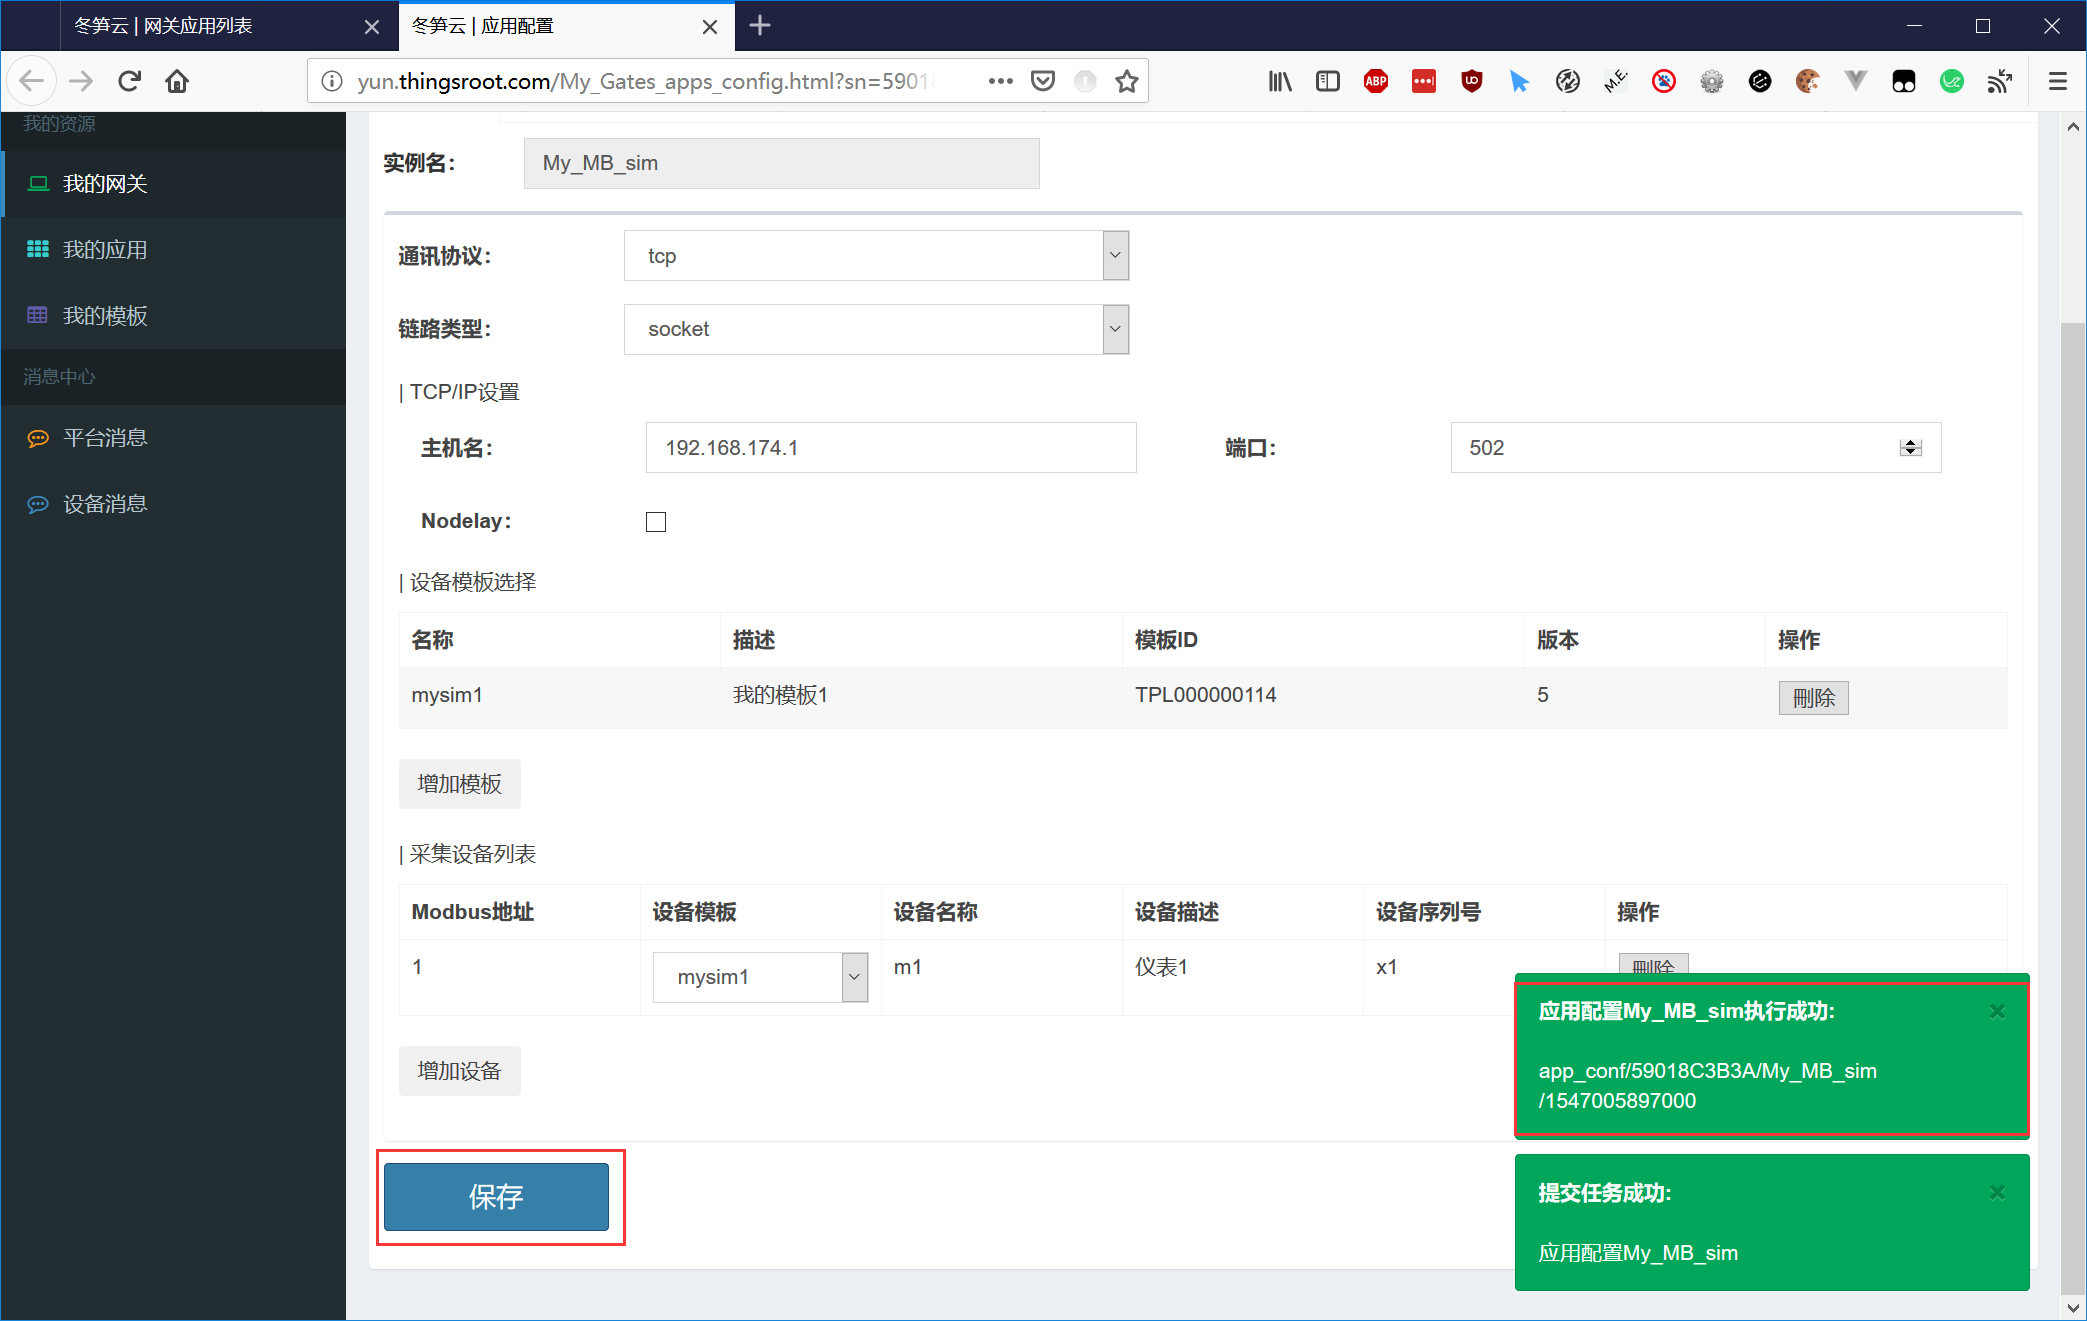 冬笋云 | 网关应用列表
冬笋云 | 应用配置
yun.thingsroot.com/My_Gates_apps_config.html?sn=5901
ABP
M.E
我的资源
我的网关
我的应用
我的模板
消息中心
平台消息
设备消息
实例名：
My_MB_sim
通讯协议：
tcp
链路类型：
socket
| TCP/IP设置
主机名：
192.168.174.1
端口：
502
Nodelay：
| 设备模板选择
名称 描述 模板ID 版本 操作
mysim1 我的模板1 TPL000000114 5 刪除
增加模板
| 采集设备列表
Modbus地址 设备模板 设备名称 设备描述 设备序列号 操作
1 mysim1 m1 仪表1 x1 刪除
增加设备
保存
应用配置My_MB_sim执行成功:
app_conf/59018C3B3A/My_MB_sim
/1547005897000
提交任务成功:
应用配置My_MB_sim